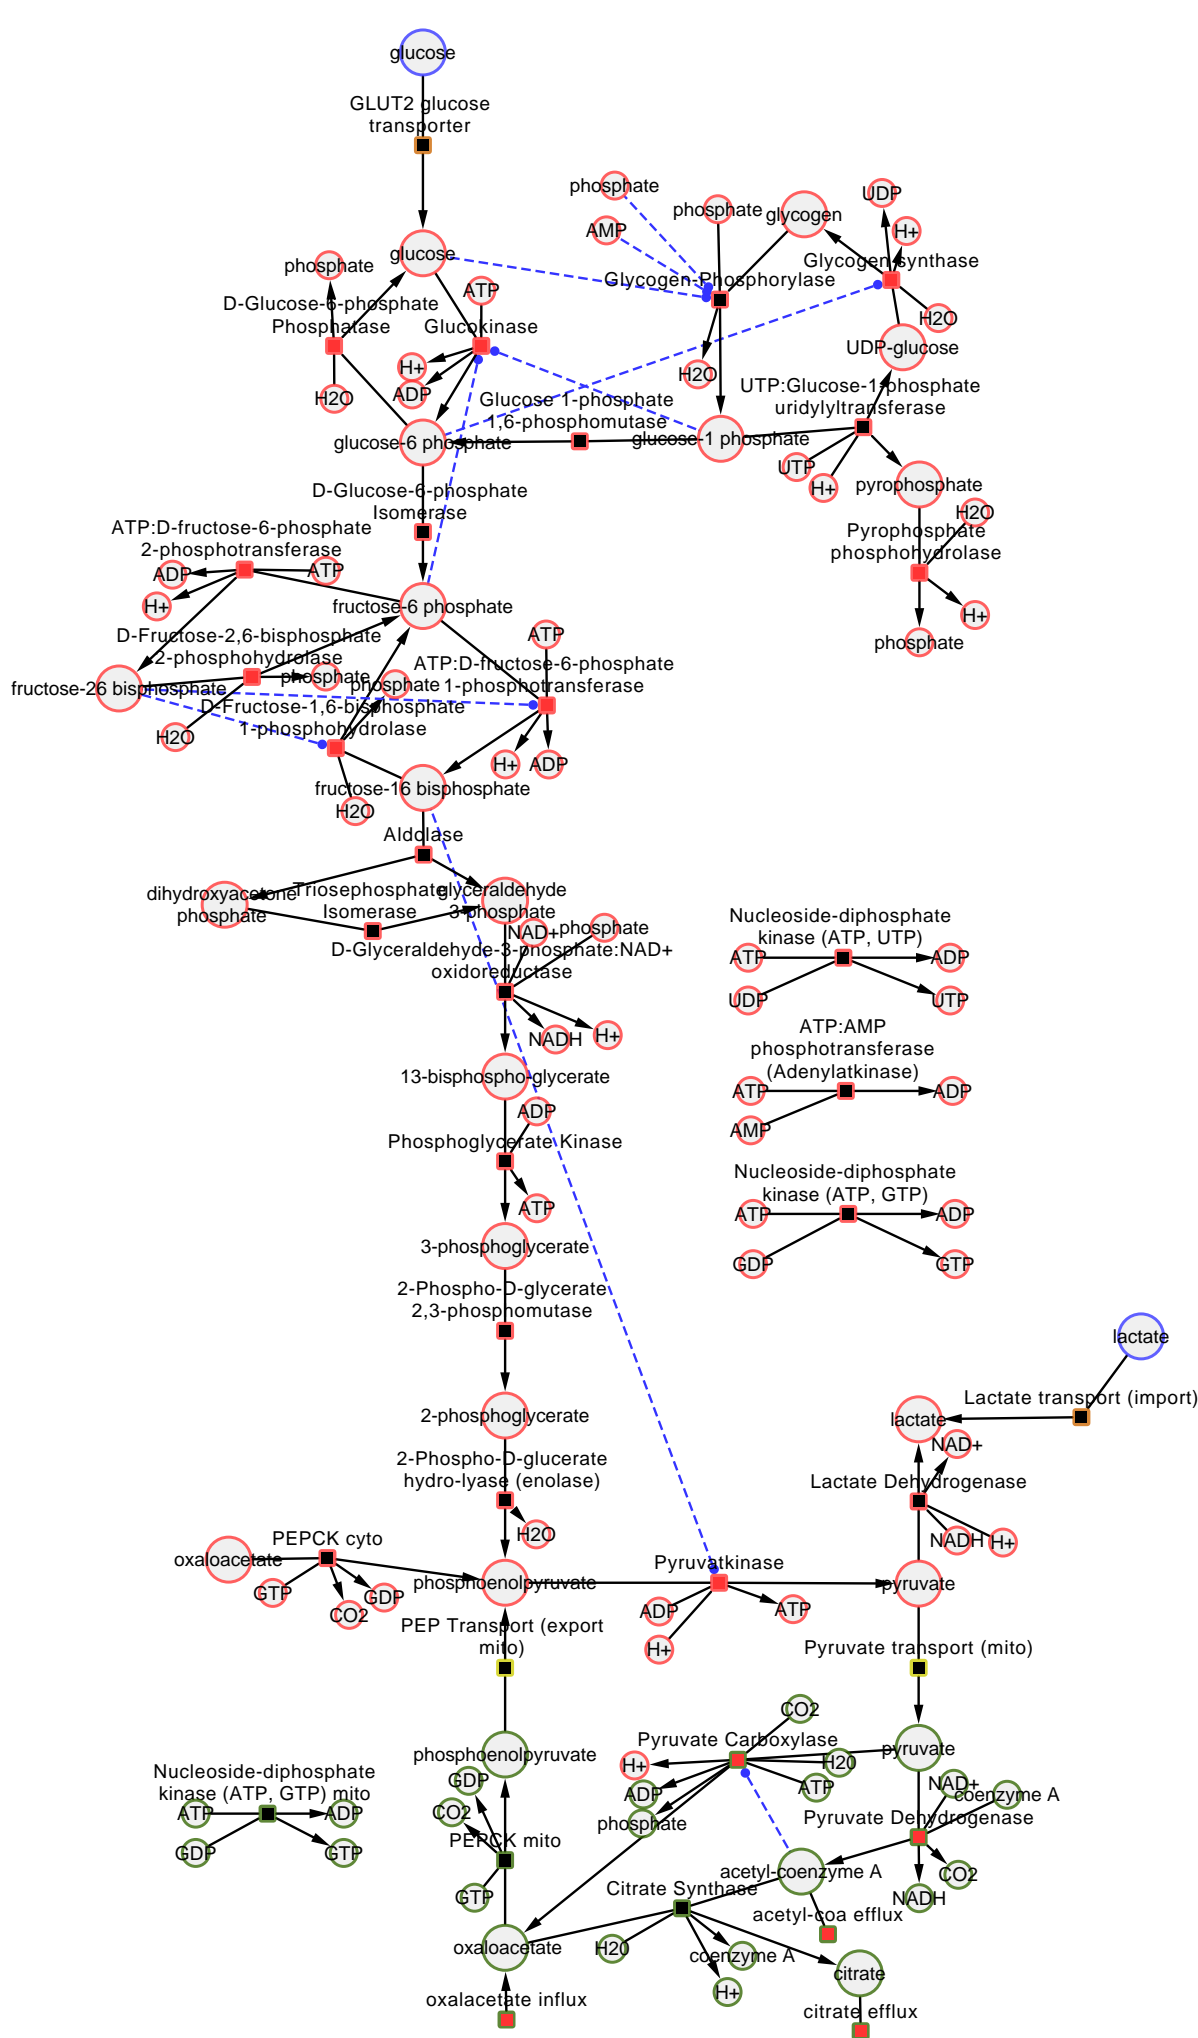 glucose
GLUT2 glucose
transporter
phosphate
phosphate
glycogen
UDP
AMP
H+
glucose
phosphate
Glycogen-Phosphorylase
Glycogen synthase
ATP
D-Glucose-6-phosphate
Phosphatase
Glucokinase
H2O
UDP-glucose
H+
ADP
H2O
H2O
UTP:Glucose-1-phosphate
uridylyltransferase
Glucose 1-phosphate
1,6-phosphomutase
glucose-6 phosphate
glucose-1 phosphate
UTP
H+
pyrophosphate
D-Glucose-6-phosphate
Isomerase
H2O
Pyrophosphate
phosphohydrolase
ATP:D-fructose-6-phosphate
2-phosphotransferase
ADP
ATP
H+
fructose-6 phosphate
H+
phosphate
D-Fructose-2,6-bisphosphate
2-phosphohydrolase
ATP
ATP:D-fructose-6-phosphate
1-phosphotransferase
phosphate
phosphate
fructose-26 bisphosphate
D-Fructose-1,6-bisphosphate
1-phosphohydrolase
H2O
H+
ADP
fructose-16 bisphosphate
H2O
Aldolase
dihydroxyacetone
phosphate
Triosephosphate
Isomerase
glyceraldehyde
3-phosphate
NAD+
phosphate
D-Glyceraldehyde-3-phosphate:NAD+
oxidoreductase
Nucleoside-diphosphate
kinase (ATP, UTP)
ATP
ADP
UDP
UTP
NADH
H+
ATP:AMP
phosphotransferase
(Adenylatkinase)
13-bisphospho-glycerate
ATP
ADP
ADP
AMP
Phosphoglycerate Kinase
Nucleoside-diphosphate
kinase (ATP, GTP)
ATP
ATP
ADP
3-phosphoglycerate
GDP
GTP
2-Phospho-D-glycerate
2,3-phosphomutase
lactate
Lactate transport (import)
2-phosphoglycerate
lactate
NAD+
2-Phospho-D-glucerate
hydro-lyase (enolase)
Lactate Dehydrogenase
H2O
NADH
H+
PEPCK cyto
oxaloacetate
Pyruvatkinase
phosphoenolpyruvate
pyruvate
GTP
CO2
GDP
ADP
ATP
H+
PEP Transport (export
mito)
Pyruvate transport (mito)
CO2
Pyruvate Carboxylase
phosphoenolpyruvate
H+
H20
pyruvate
Nucleoside-diphosphate
kinase (ATP, GTP) mito
GDP
ADP
ATP
NAD+
coenzyme A
ATP
ADP
CO2
phosphate
Pyruvate Dehydrogenase
GDP
GTP
PEPCK mito
acetyl-coenzyme A
CO2
GTP
Citrate Synthase
NADH
acetyl-coa efflux
oxaloacetate
H20
coenzyme A
citrate
H+
oxalacetate influx
citrate efflux